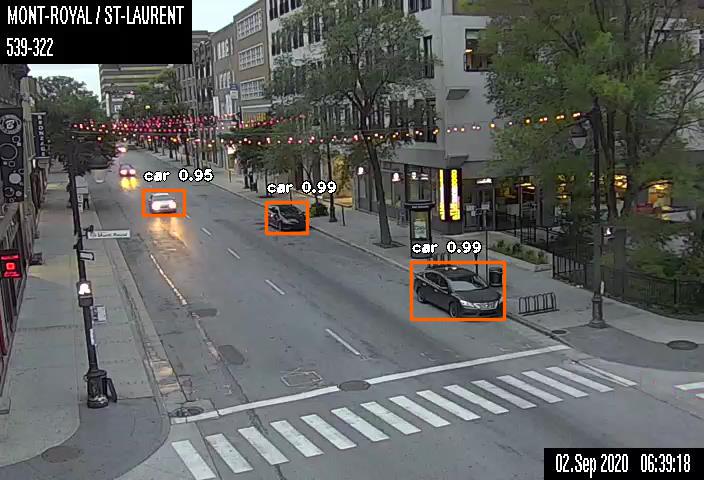 MONT-ROYAL / ST-LAURENT
539-322
car 0.95
car 0.99
car 0.99
02.Sep 2020 06:39:18